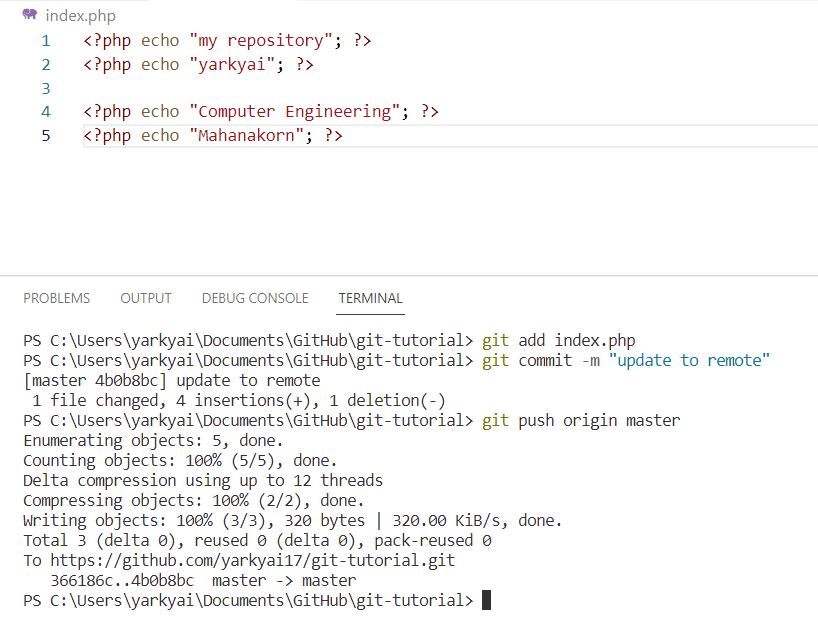 index.php
1 <?php echo "my repository"; ?>
2 <?php echo "yarkyai"; ?>
3
4 <?php echo "Computer Engineering"; ?>
5 <?php echo "Mahanakorn"; ?>
PROBLEMS OUTPUT DEBUG CONSOLE TERMINAL
PS C:\Users\yarkyai\Documents\GitHub\git-tutorial> git add index.php
PS C:\Users\yarkyai\Documents\GitHub\git-tutorial> git commit -m "update to remote"
[master 4b0b8bc] update to remote
 1 file changed, 4 insertions(+), 1 deletion(-)
PS C:\Users\yarkyai\Documents\GitHub\git-tutorial> git push origin master
Enumerating objects: 5, done.
Counting objects: 100% (5/5), done.
Delta compression using up to 12 threads
Compressing objects: 100% (2/2), done.
Writing objects: 100% (3/3), 320 bytes | 320.00 KiB/s, done.
Total 3 (delta 0), reused 0 (delta 0), pack-reused 0
To https://github.com/yarkyai17/git-tutorial.git
   366186c..4b0b8bc  master -> master
PS C:\Users\yarkyai\Documents\GitHub\git-tutorial>